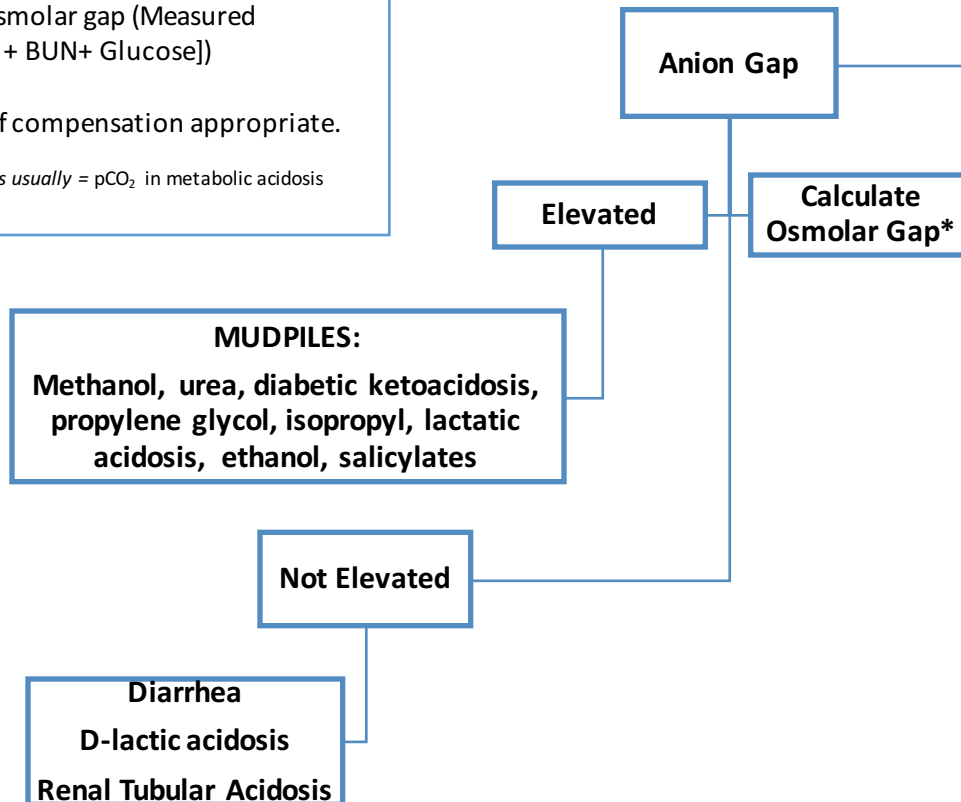 smolar gap (Measured
+ BUN+ Glucose])
f compensation appropriate.
s usually = pCO₂ in metabolic acidosis
Anion Gap
Elevated
Calculate
Osmolar Gap*
MUDPILES:
Methanol, urea, diabetic ketoacidosis,
propylene glycol, isopropyl, lactatic
acidosis, ethanol, salicylates
Not Elevated
Diarrhea
D-lactic acidosis
Renal Tubular Acidosis